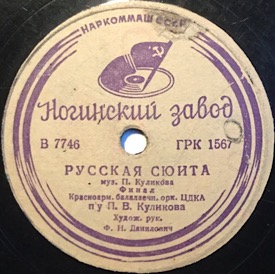 НАРКОММАШ СССР
Ногинский завод
В 7746 ГРК 1567
РУССКАЯ СЮИТА
муз. П. Куликова
Финал
Красноарм. балалаечн. орк. ЦДКА
п/у П. В. Куликова
Худож. рук.
Ф. Н. Данилович